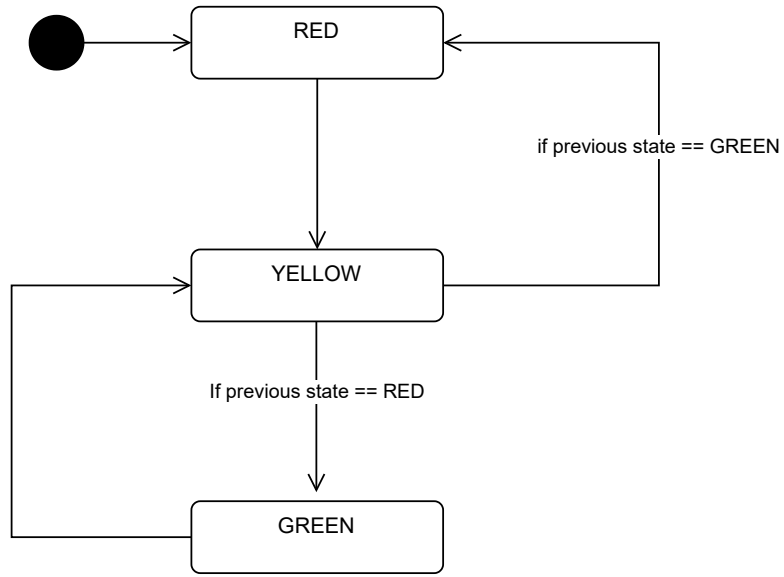 RED
if previous state == GREEN
YELLOW
If previous state == RED
GREEN